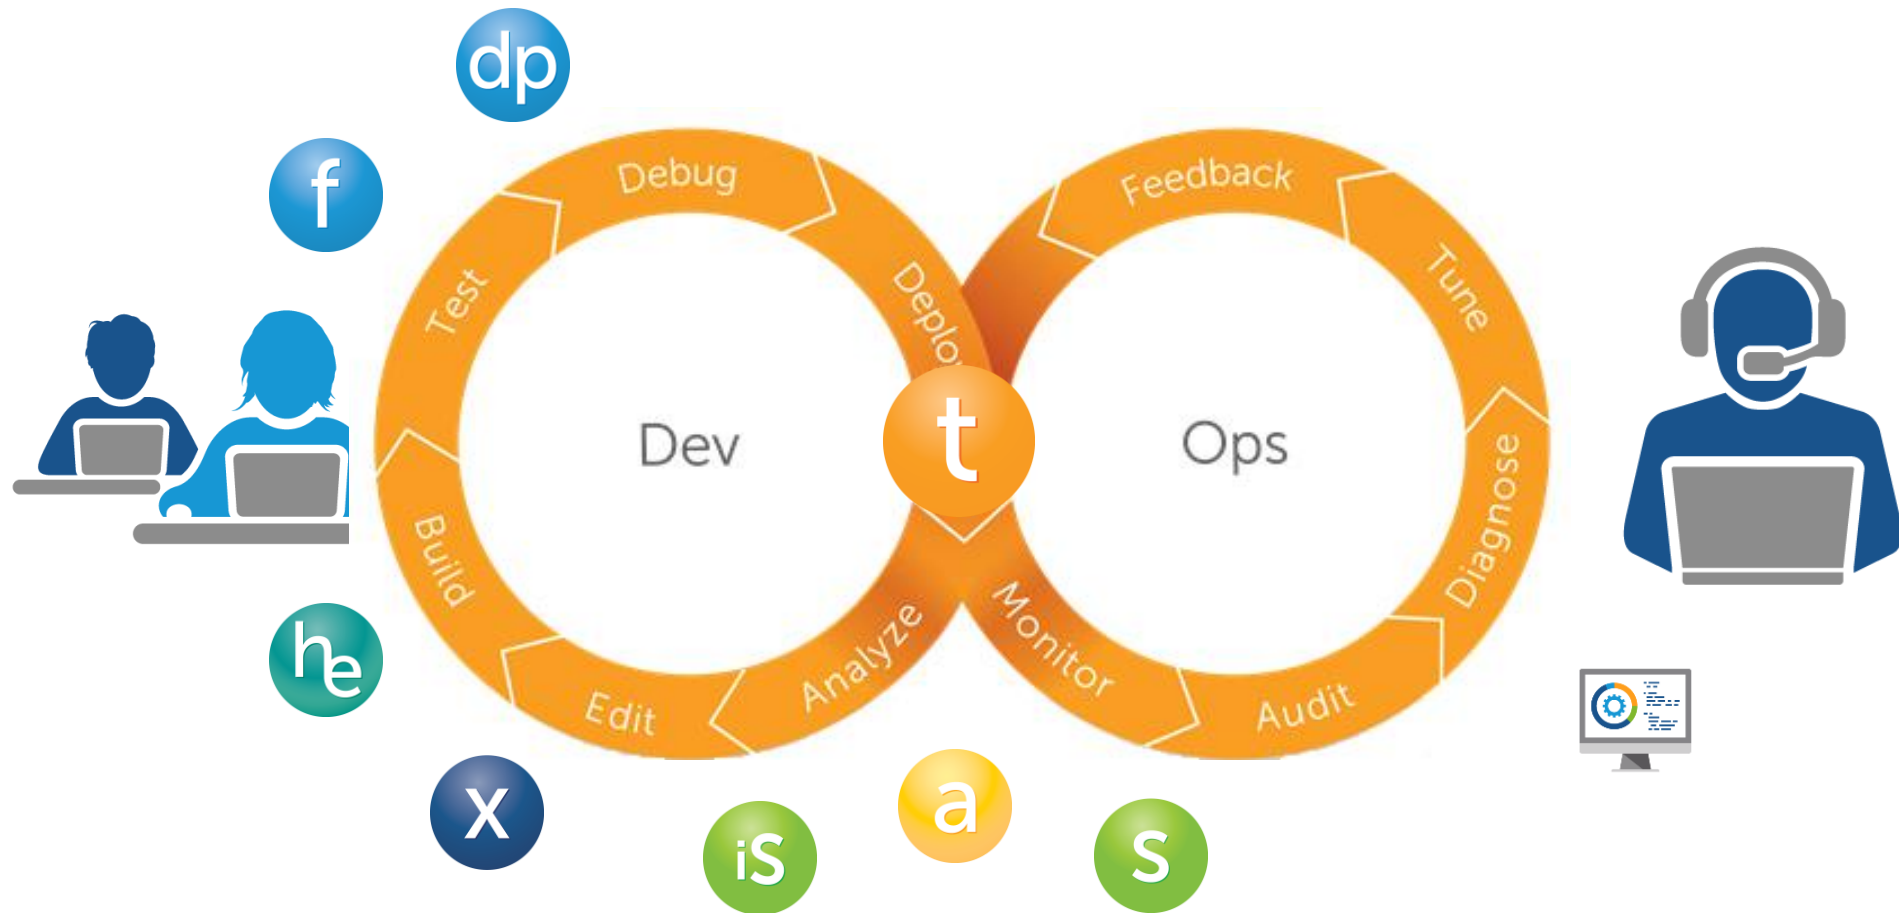 dp
f
Debug
Feedback
Test
Deplo
Tune
Dev
t
Ops
Build
Diagnose
he
Analyze
Monitor
Edit
Audit
x
iS
a
S